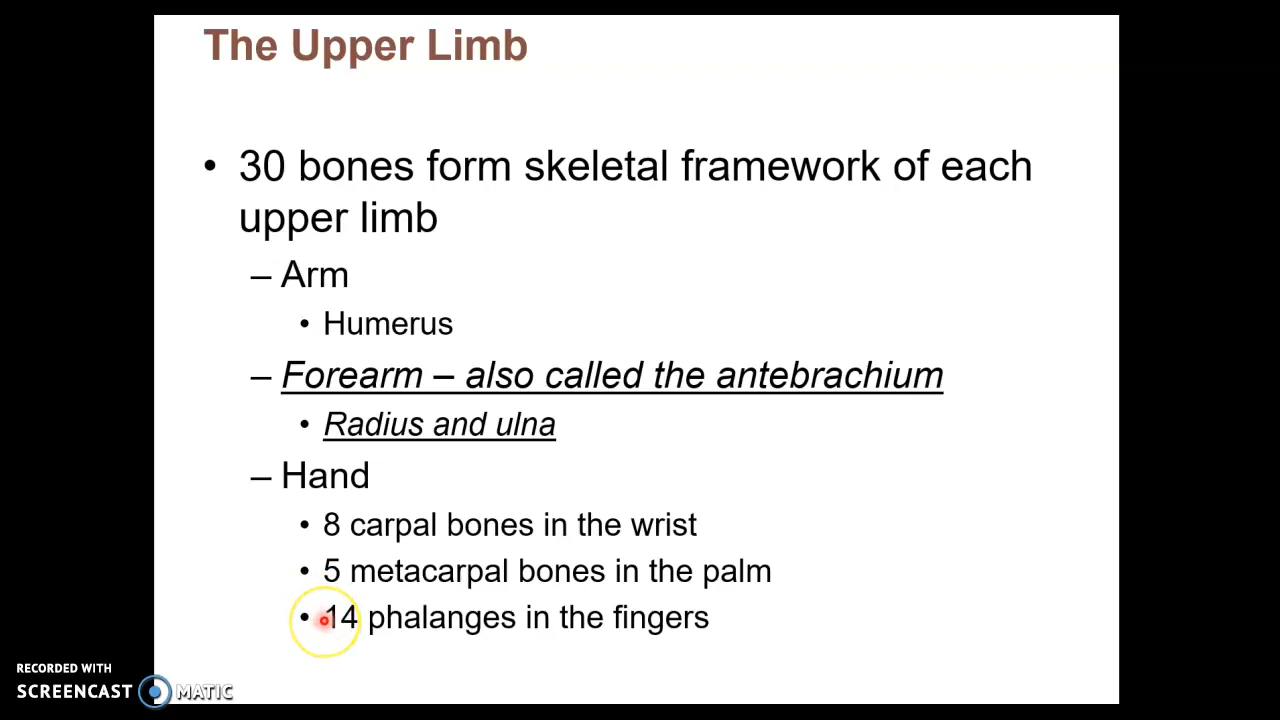 The Upper Limb
• 30 bones form skeletal framework of each
upper limb
– Arm
• Humerus
– Forearm – also called the antebrachium
• Radius and ulna
– Hand
• 8 carpal bones in the wrist
• 5 metacarpal bones in the palm
• 14 phalanges in the fingers
RECORDED WITH
SCREENCAST MATIC